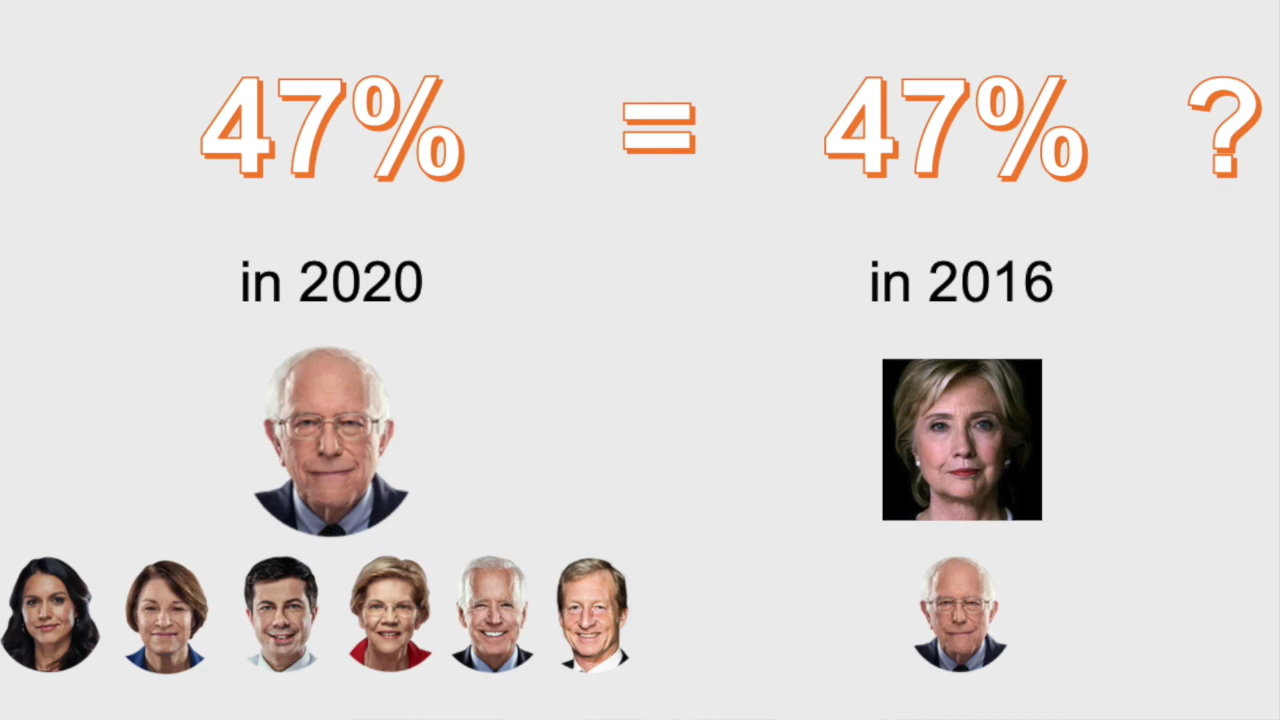 47% = 47% ?
in 2020 in 2016